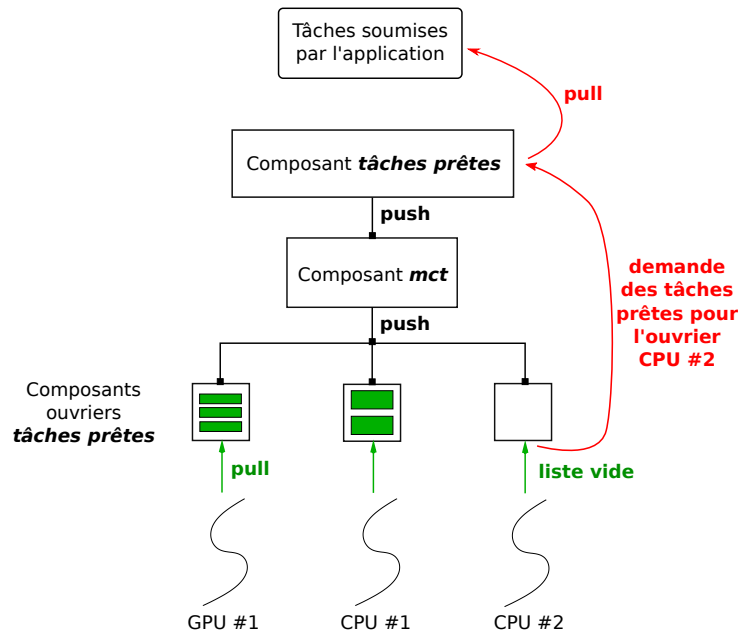 Tâches soumises
par l'application
pull
Composant tâches prêtes
push
Composant mct
demande
des tâches
prêtes pour
l'ouvrier
CPU #2
push
Composants
ouvriers
tâches prêtes
pull
liste vide
GPU #1
CPU #1
CPU #2